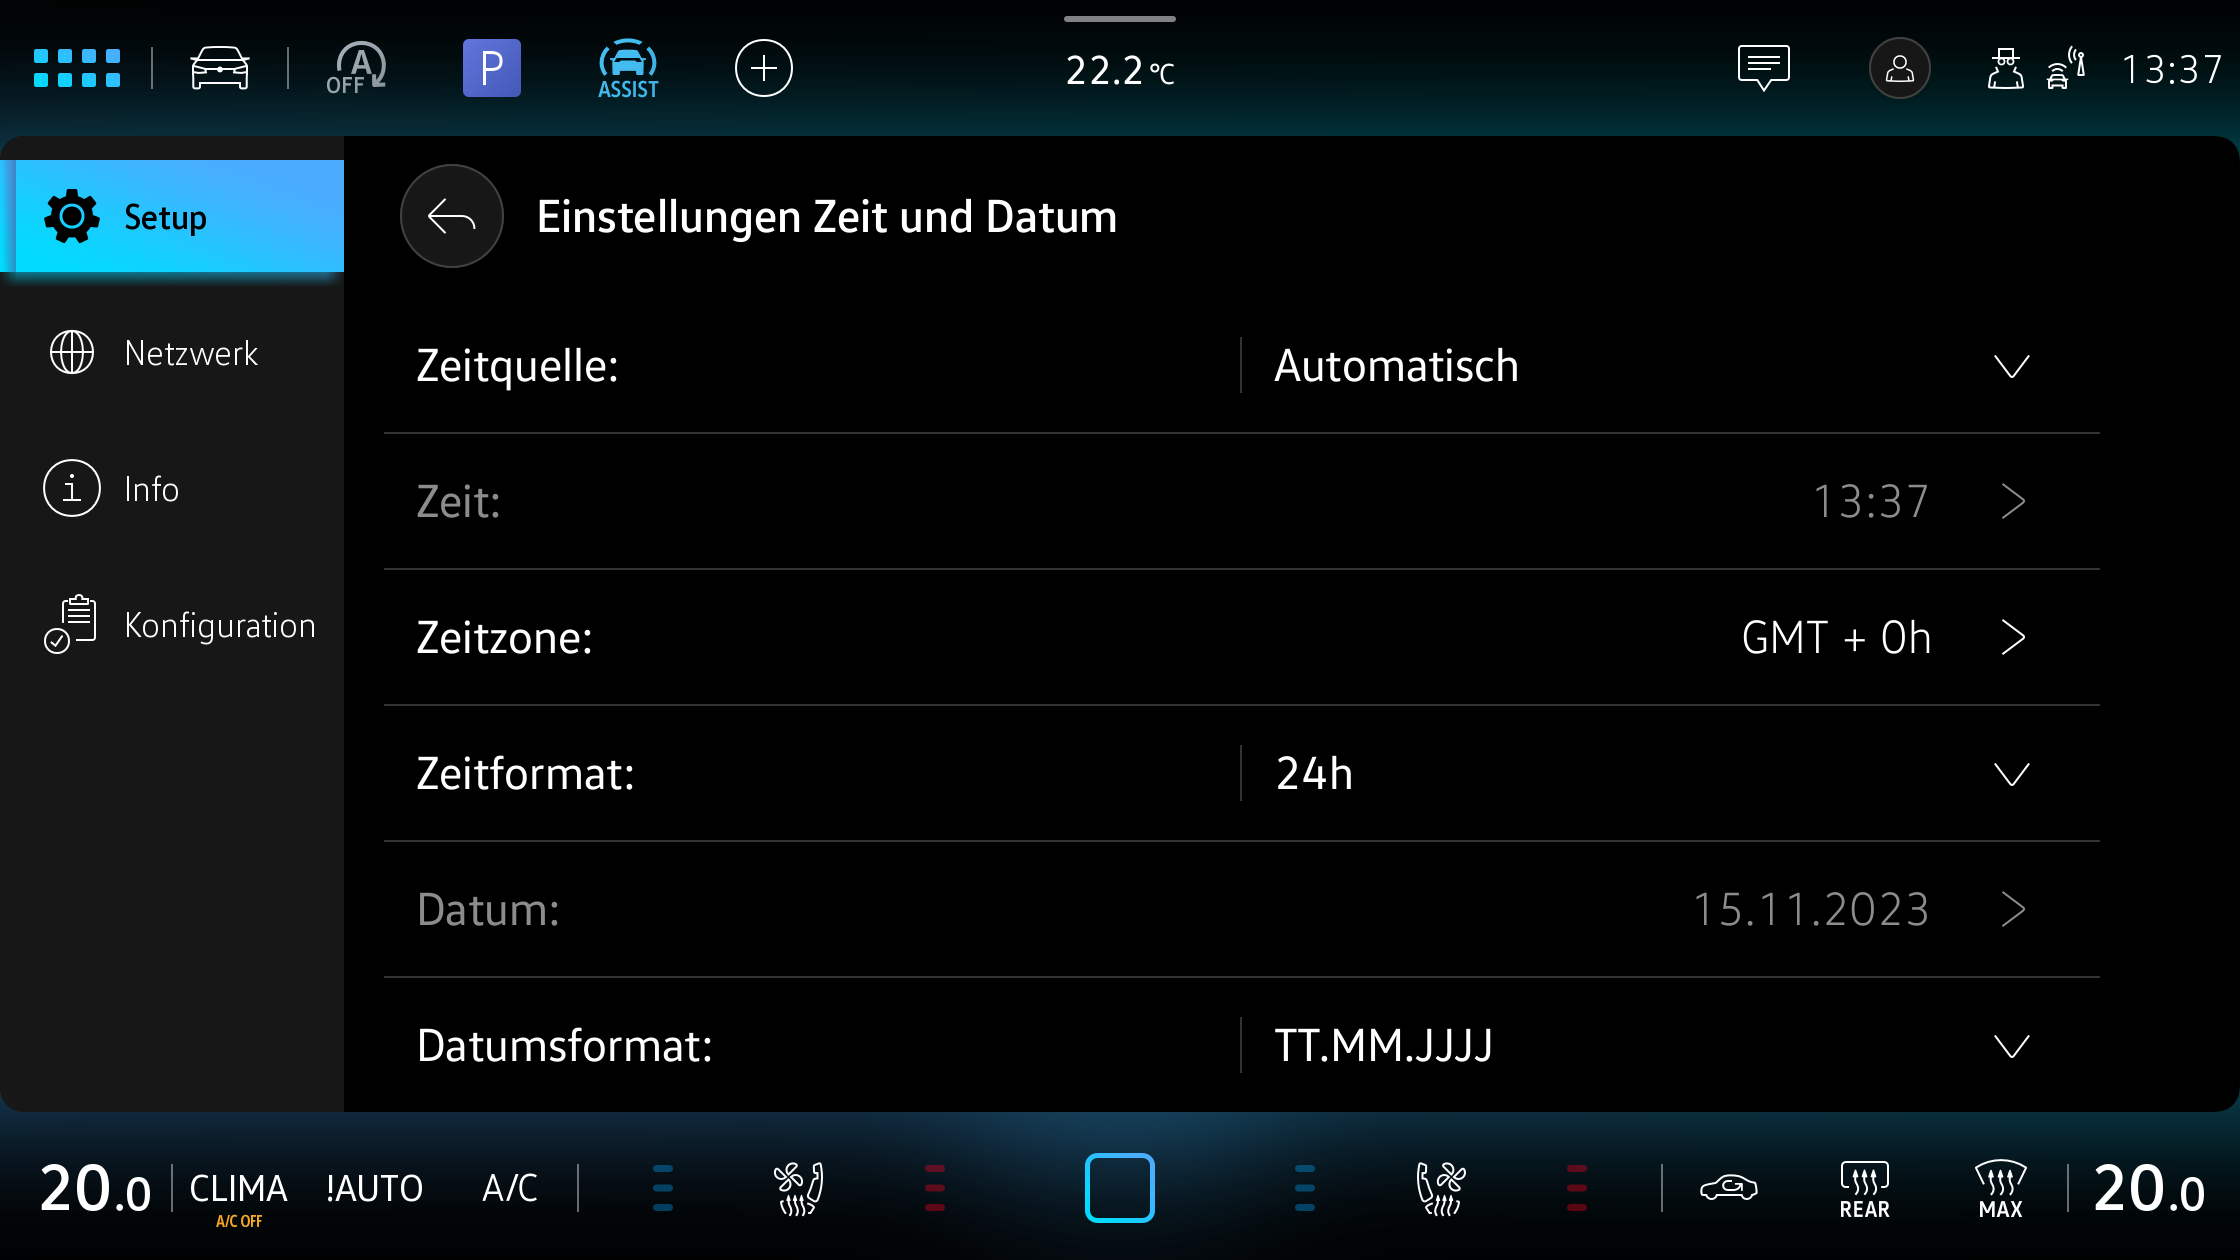 A
OFF
P
ASSIST
22.2 °C
13:37
Setup
Netzwerk
Info
Konfiguration
Einstellungen Zeit und Datum
Zeitquelle:
Automatisch
Zeit:
13:37
Zeitzone:
GMT + 0h
Zeitformat:
24h
Datum:
15.11.2023
Datumsformat:
TT.MM.JJJJ
20.0
CLIMA
A/C OFF
!AUTO
A/C
REAR
MAX
20.0